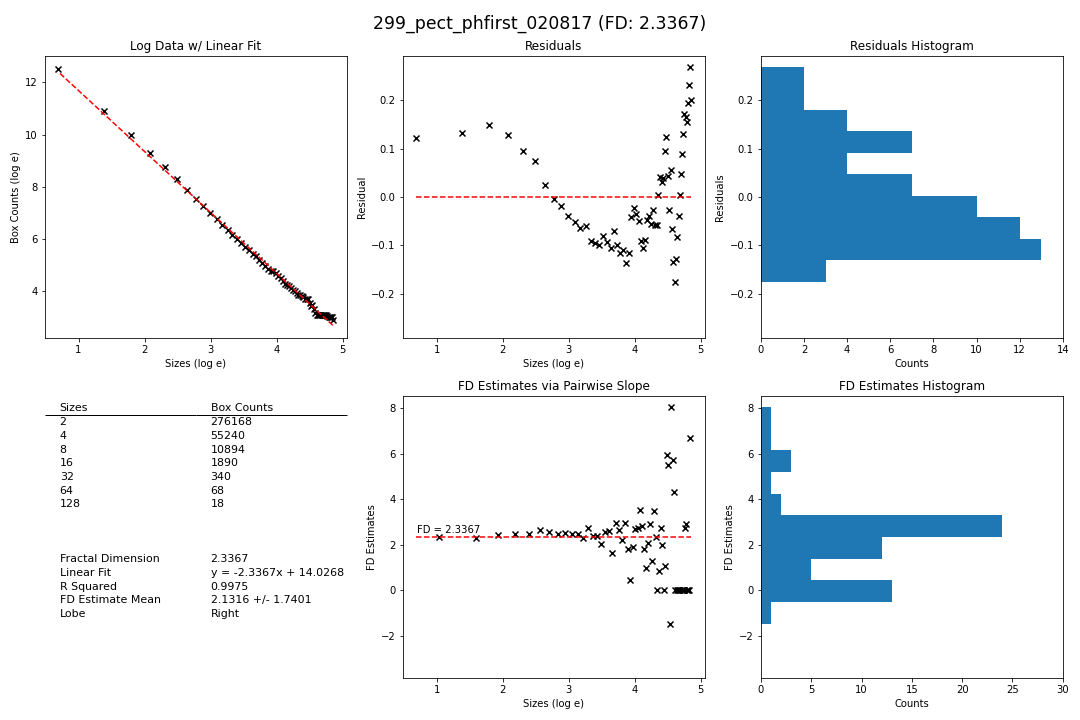 299_pect_phfirst_020817 (FD: 2.3367)
Log Data w/ Linear Fit
12
10
8
6
4
Box Counts (log e)
1 2 3 4 5
Sizes (log e)
Residuals
0.2
0.1
0.0
−0.1
−0.2
Residual
1 2 3 4 5
Sizes (log e)
Residuals Histogram
0.2
0.1
0.0
−0.1
−0.2
Residuals
0 2 4 6 8 10 12 14
Counts
Sizes Box Counts
2 276168
4 55240
8 10894
16 1890
32 340
64 68
128 18
Fractal Dimension 2.3367
Linear Fit y = -2.3367x + 14.0268
R Squared 0.9975
FD Estimate Mean 2.1316 +/- 1.7401
Lobe Right
FD Estimates via Pairwise Slope
8
6
4
2
0
−2
FD Estimates
FD = 2.3367
1 2 3 4 5
Sizes (log e)
FD Estimates Histogram
8
6
4
2
0
−2
FD Estimates
0 5 10 15 20 25 30
Counts